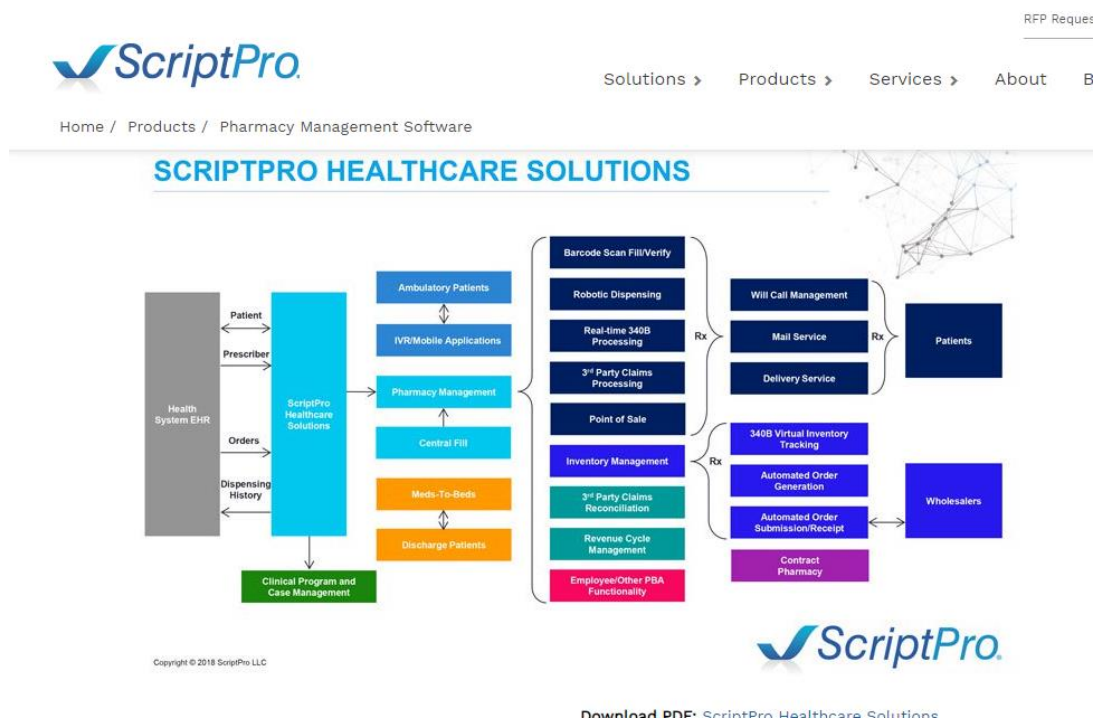 RFP Reques
ScriptPro.
Solutions >
Products >
Services >
About
B
Home / Products / Pharmacy Management Software
SCRIPTPRO HEALTHCARE SOLUTIONS
Health
System EHR
Patient
Prescriber
Orders
Dispensing
History
ScriptPro
Healthcare
Solutions
Clinical Program and
Case Management
Ambulatory Patients
IVR/Mobile Applications
Pharmacy Management
Central Fill
Meds-To-Beds
Discharge Patients
Barcode Scan Fill/Verify
Robotic Dispensing
Real-time 340B
Processing
3rd Party Claims
Processing
Point of Sale
Inventory Management
3rd Party Claims
Reconciliation
Revenue Cycle
Management
Employee/Other PBA
Functionality
Rx
Rx
Will Call Management
Mail Service
Delivery Service
Rx
Patients
340B Virtual Inventory
Tracking
Automated Order
Generation
Automated Order
Submission/Receipt
Wholesalers
Contract
Pharmacy
Copyright © 2018 ScriptPro LLC
ScriptPro.
Download PDF: ScriptPro Healthcare Solutions